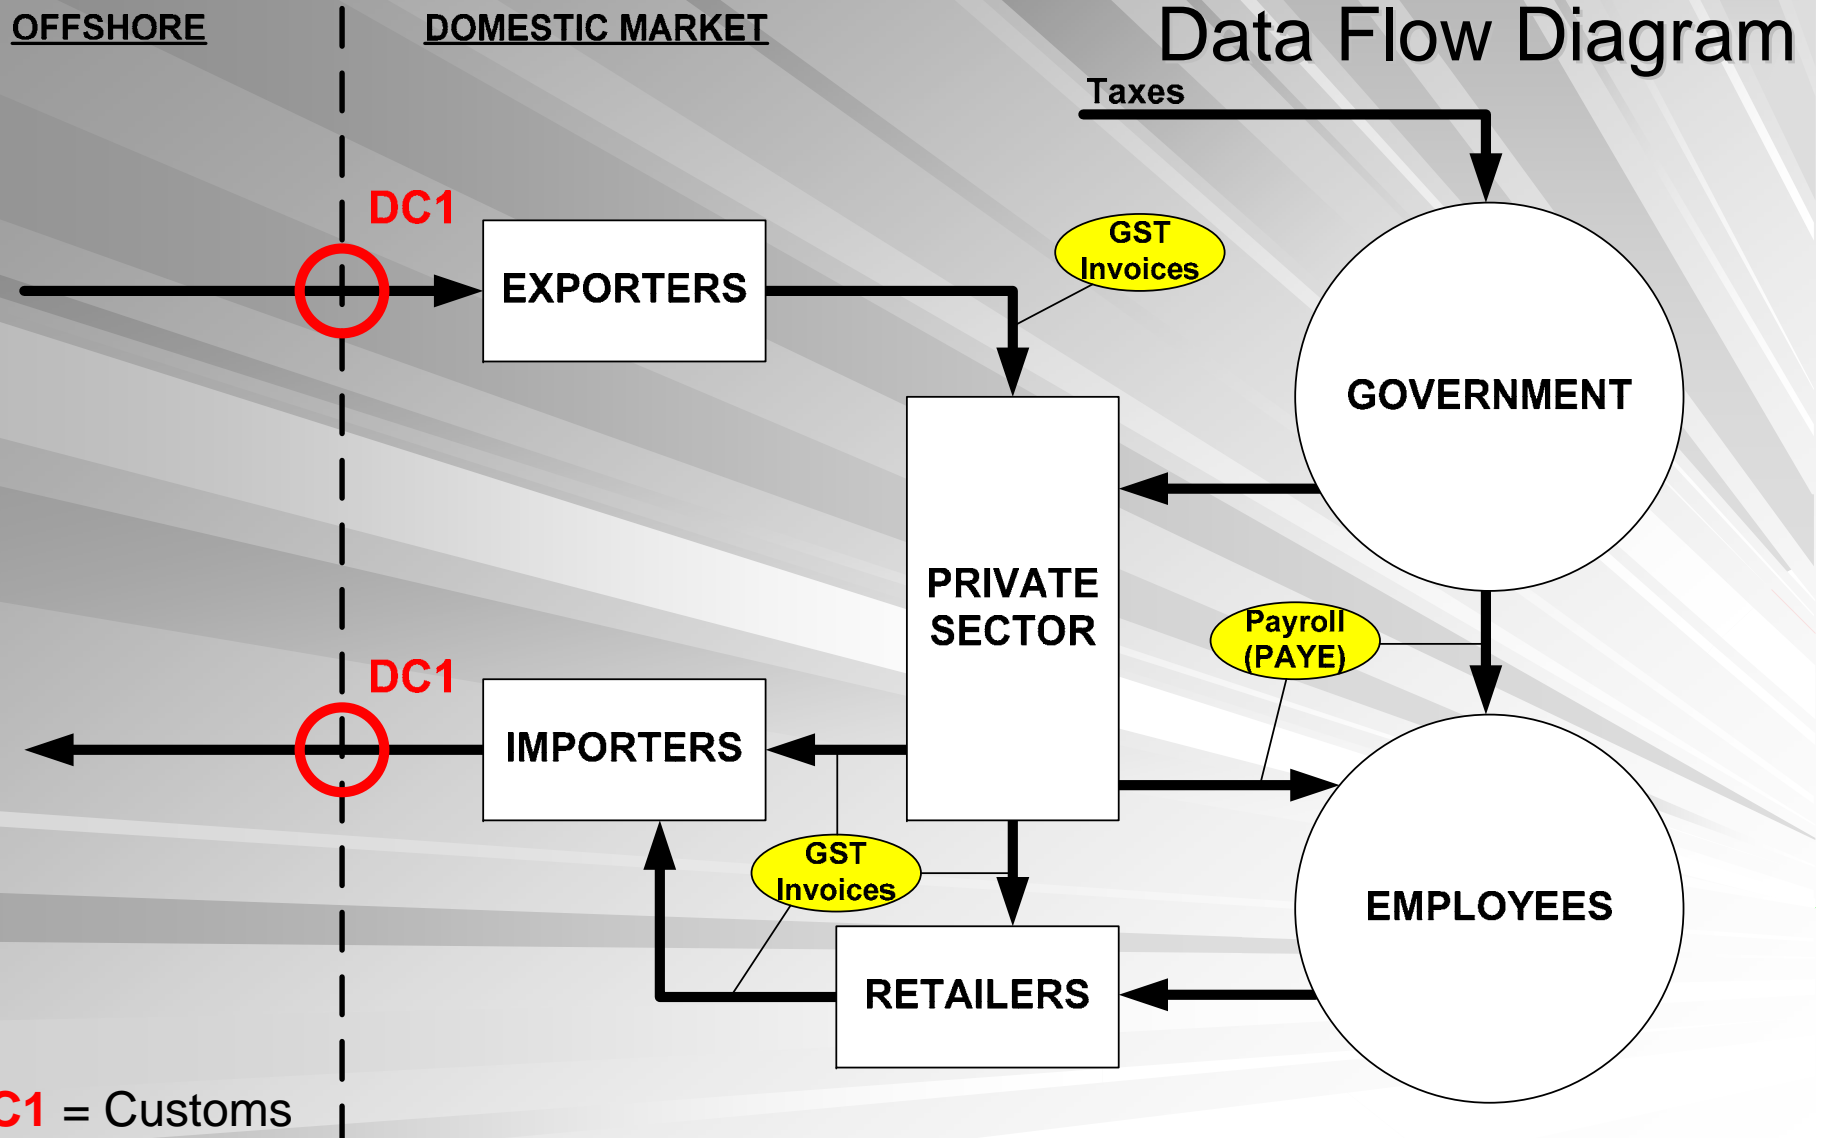 OFFSHORE
DOMESTIC MARKET
Data Flow Diagram
Taxes
DC1
GST
Invoices
EXPORTERS
GOVERNMENT
PRIVATE
SECTOR
Payroll
(PAYE)
DC1
IMPORTERS
GST
Invoices
EMPLOYEES
RETAILERS
C1 = Customs